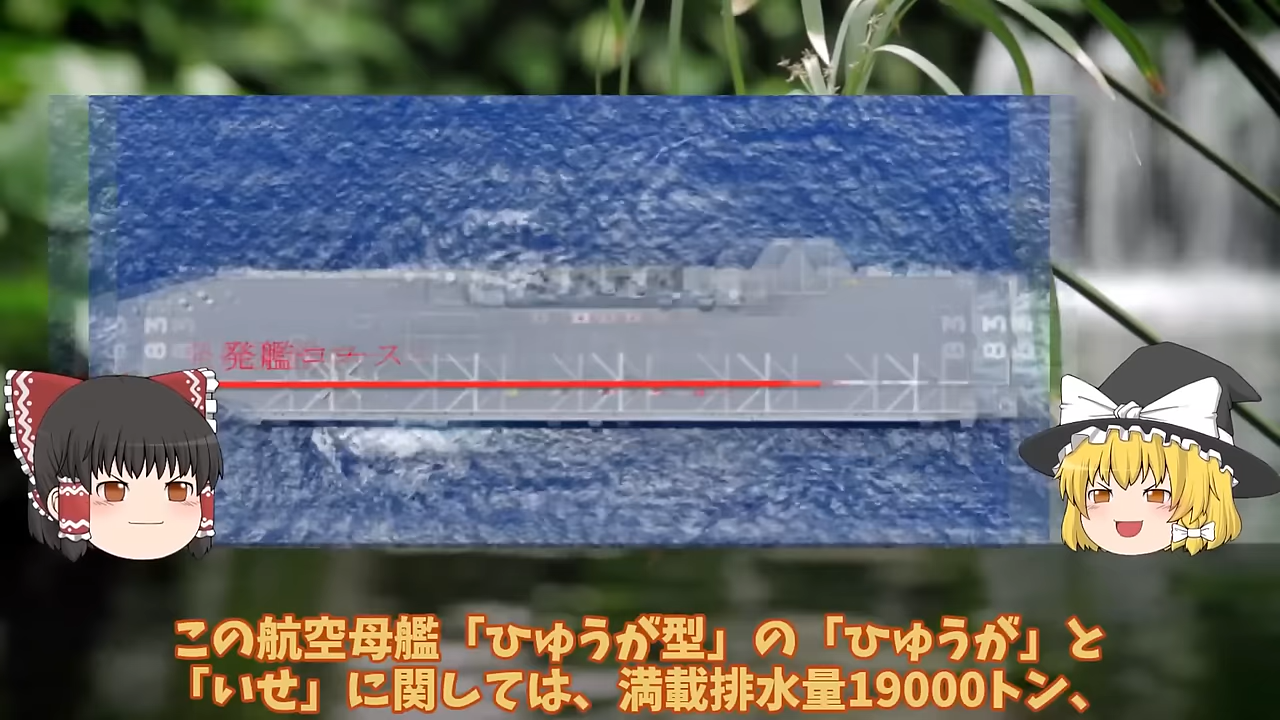 83
83
発艦コース
この航空母艦「ひゅうが型」の「ひゅうが」と
「いせ」に関しては、満載排水量19000トン、